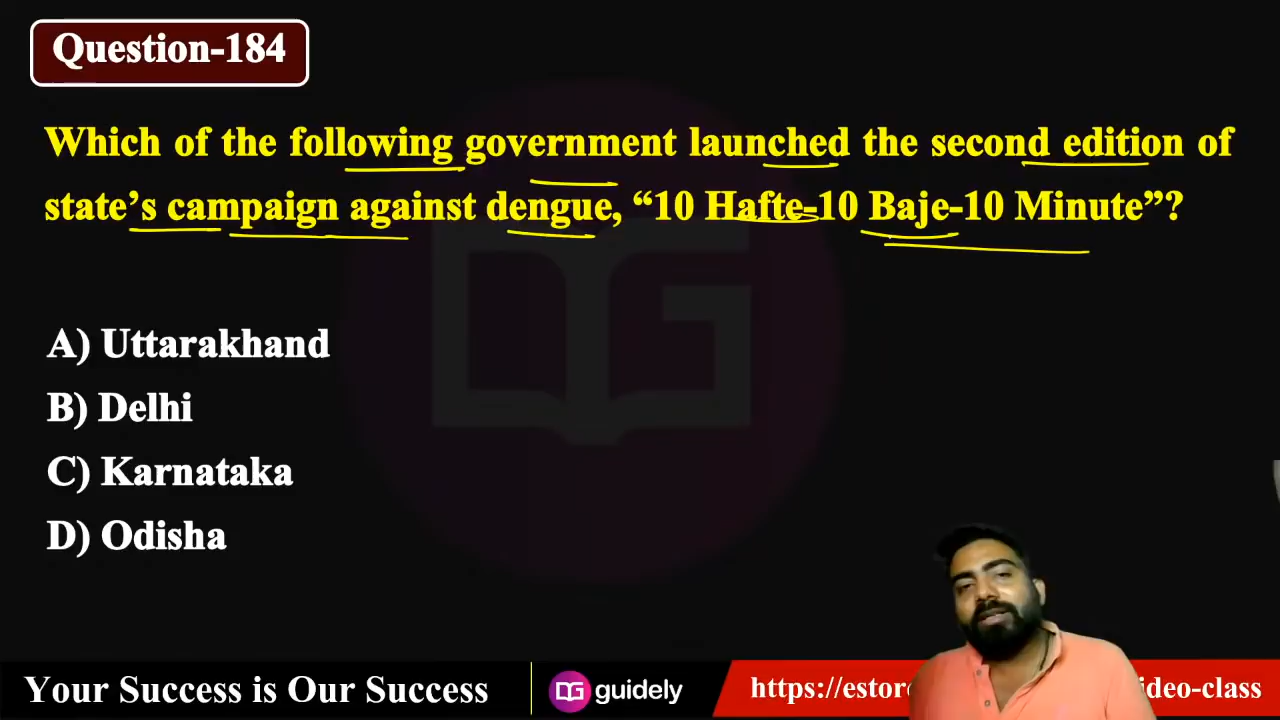 Question-184
Which of the following government launched the second edition of
state’s campaign against dengue, “10 Hafte-10 Baje-10 Minute”?
A) Uttarakhand
B) Delhi
C) Karnataka
D) Odisha
Your Success is Our Success
DG guidely
https://estor ideo-class